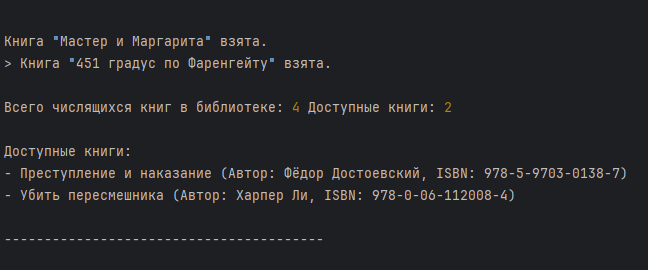 Книга "Мастер и Маргарита" взята.
> Книга "451 градус по Фаренгейту" взята.
Всего числящихся книг в библиотеке: 4 Доступные книги: 2
Доступные книги:
- Преступление и наказание (Автор: Фёдор Достоевский, ISBN: 978-5-9703-0138-7)
- Убить пересмешника (Автор: Харпер Ли, ISBN: 978-0-06-112008-4)
----------------------------------------